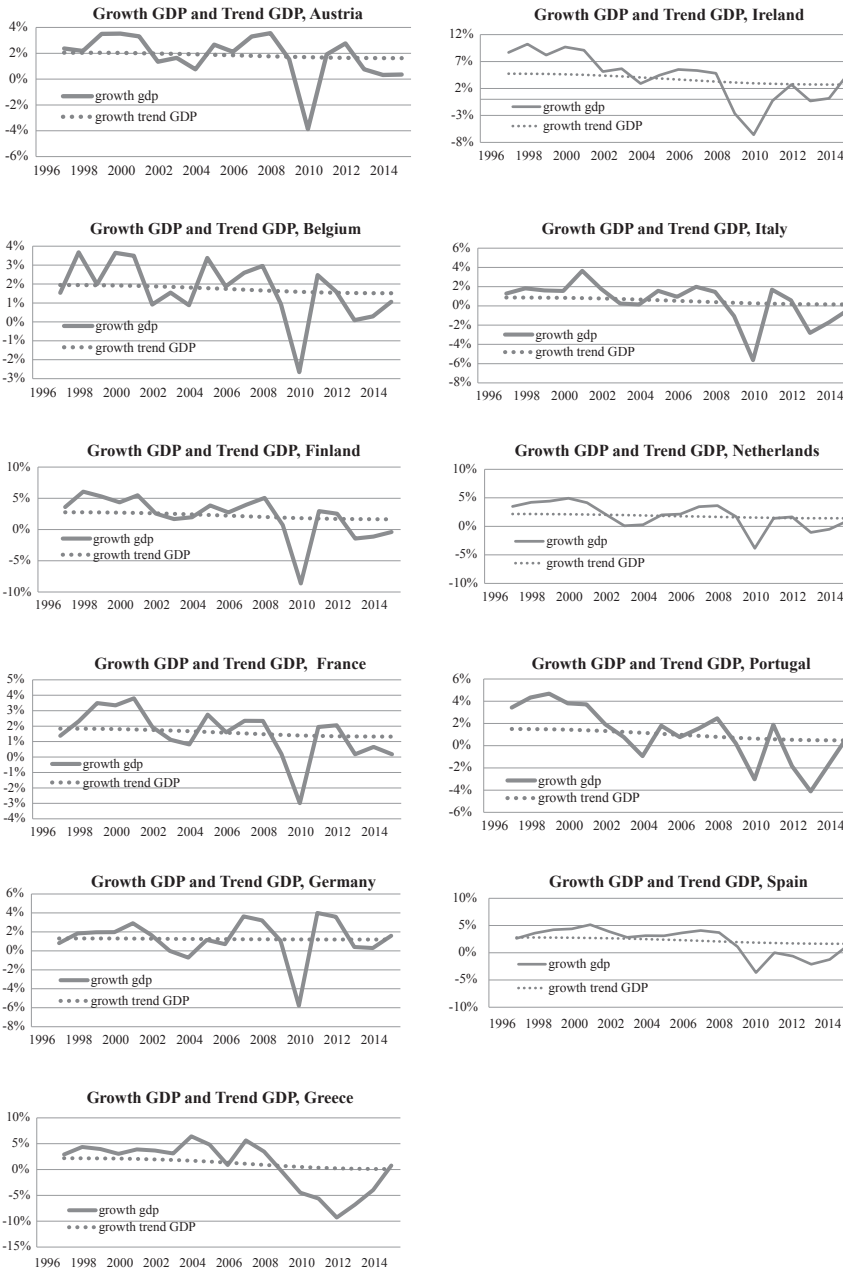 Growth GDP and Trend GDP, Austria
4%
2%
0%
-2%
-4%
-6%
growth gdp
growth trend GDP
1996 1998 2000 2002 2004 2006 2008 2010 2012 2014
Growth GDP and Trend GDP, Ireland
12%
7%
2%
-3%
-8%
growth gdp
growth trend GDP
1996 1998 2000 2002 2004 2006 2008 2010 2012 2014
Growth GDP and Trend GDP, Belgium
4%
3%
2%
1%
0%
-1%
-2%
-3%
growth gdp
growth trend GDP
1996 1998 2000 2002 2004 2006 2008 2010 2012 2014
Growth GDP and Trend GDP, Italy
6%
4%
2%
0%
-2%
-4%
-6%
-8%
growth gdp
growth trend GDP
1996 1998 2000 2002 2004 2006 2008 2010 2012 2014
Growth GDP and Trend GDP, Finland
10%
5%
0%
-5%
-10%
growth gdp
growth trend GDP
1996 1998 2000 2002 2004 2006 2008 2010 2012 2014
Growth GDP and Trend GDP, Netherlands
10%
5%
0%
-5%
-10%
growth gdp
growth trend GDP
1996 1998 2000 2002 2004 2006 2008 2010 2012 2014
Growth GDP and Trend GDP, France
5%
4%
3%
2%
1%
0%
-1%
-2%
-3%
-4%
growth gdp
growth trend GDP
1996 1998 2000 2002 2004 2006 2008 2010 2012 2014
Growth GDP and Trend GDP, Portugal
6%
4%
2%
0%
-2%
-4%
-6%
growth gdp
growth trend GDP
1996 1998 2000 2002 2004 2006 2008 2010 2012 2014
Growth GDP and Trend GDP, Germany
6%
4%
2%
0%
-2%
-4%
-6%
-8%
growth gdp
growth trend GDP
1996 1998 2000 2002 2004 2006 2008 2010 2012 2014
Growth GDP and Trend GDP, Spain
10%
5%
0%
-5%
-10%
growth gdp
growth trend GDP
1996 1998 2000 2002 2004 2006 2008 2010 2012 2014
Growth GDP and Trend GDP, Greece
10%
5%
0%
-5%
-10%
-15%
growth gdp
growth trend GDP
1996 1998 2000 2002 2004 2006 2008 2010 2012 2014